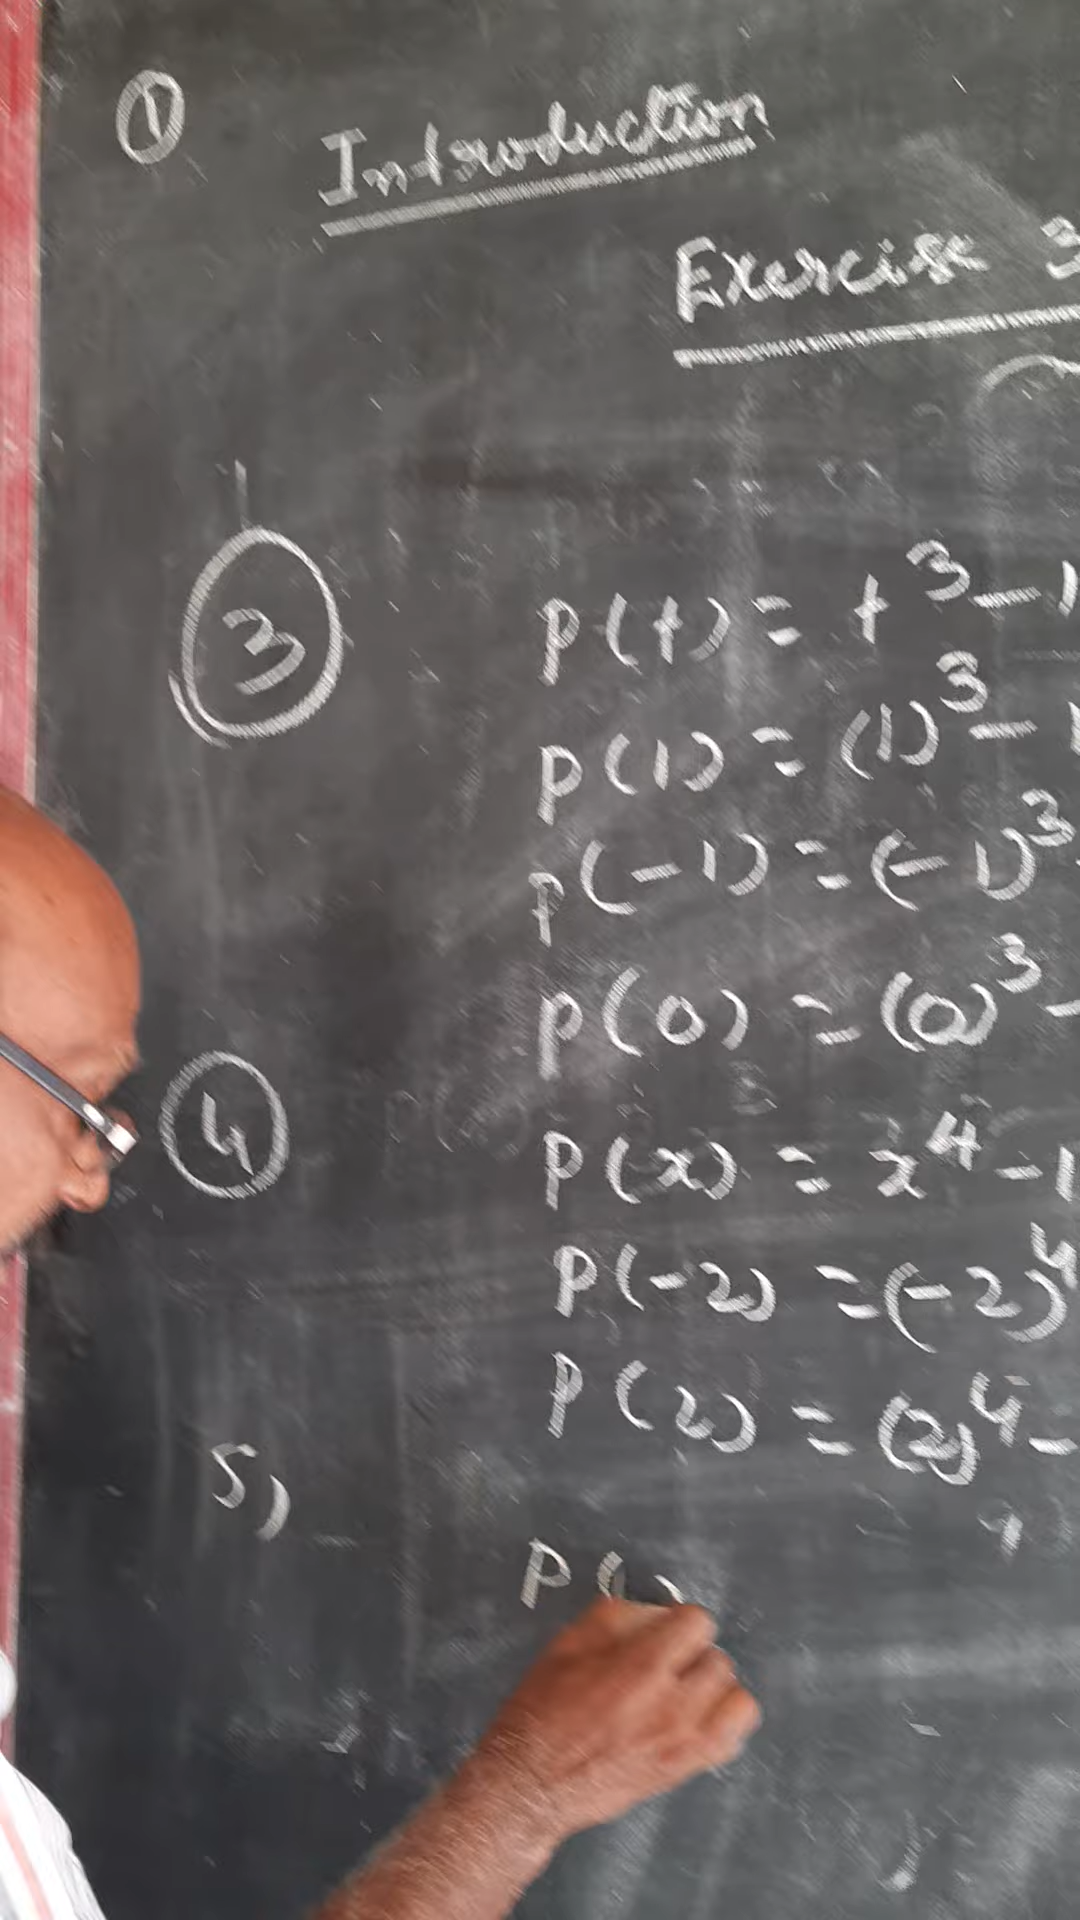 ① Introduction
Exercise 3
③ p(t) = t³ - 1
p(1) = (1)³ - 1
p(-1) = (-1)³ -
p(0) = (0)³ -
④ p(x) = x⁴ - 1
p(-2) = (-2)⁴
p(2) = (2)⁴ -
5)
P(